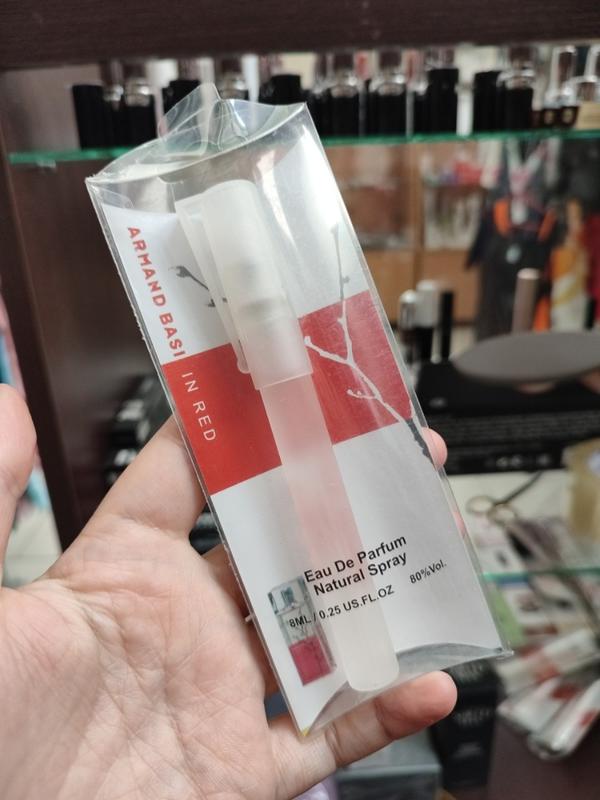 ARMAND BASI IN RED
Eau De Parfum
Natural Spray
80%Vol.
8ML / 0.25 US.FL.OZ